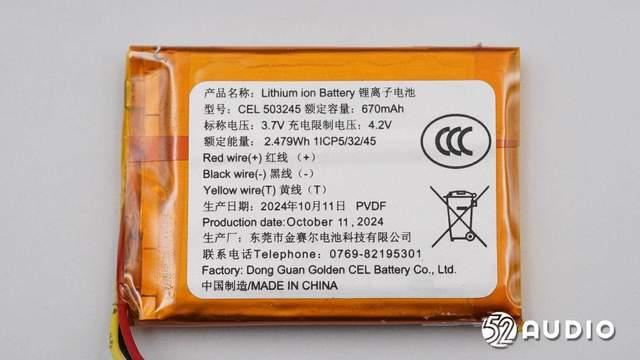 产品名称: Lithium ion Battery 锂离子电池
型号: CEL 503245 额定容量: 670mAh
标称电压: 3.7V 充电限制电压: 4.2V
额定能量: 2.479Wh 1ICP5/32/45
Red wire(+) 红线 (+)
Black wire(-) 黑线 (-)
Yellow wire(T) 黄线 (T)
生产日期: 2024年10月11日 PVDF
Production date:October 11, 2024
生产厂: 东莞市金赛尔电池科技有限公司
联系电话Telephone: 0769-82195301
Factory: Dong Guan Golden CEL Battery Co., Ltd.
中国制造/MADE IN CHINA
CCC
52 AUDIO